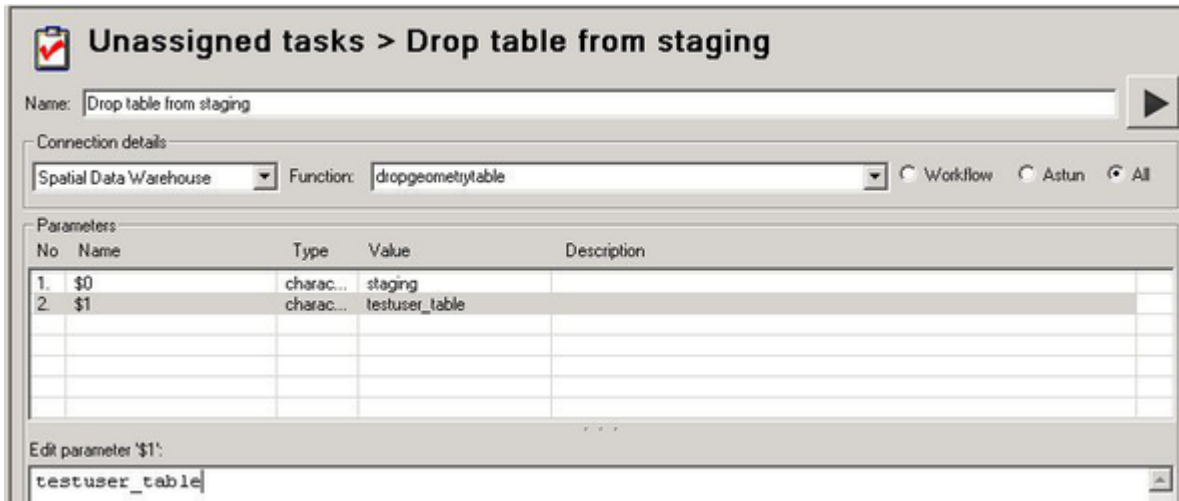 Unassigned tasks > Drop table from staging
Name: Drop table from staging
Connection details
Spatial Data Warehouse Function: dropgeometrytable Workflow Astun All
Parameters
No Name Type Value Description
1. $0 charac... staging
2. $1 charac... testuser_table
Edit parameter '$1':
testuser_table